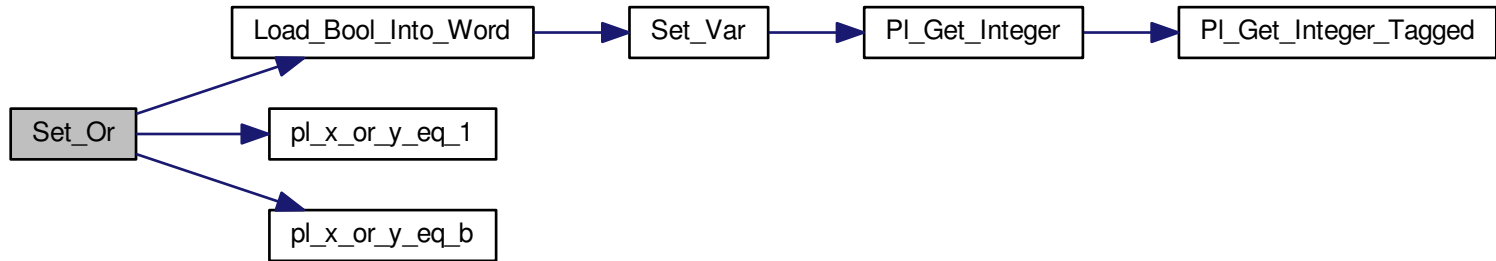 Load_Bool_Into_Word
Set_Var
Pl_Get_Integer
Pl_Get_Integer_Tagged
Set_Or
pl_x_or_y_eq_1
pl_x_or_y_eq_b